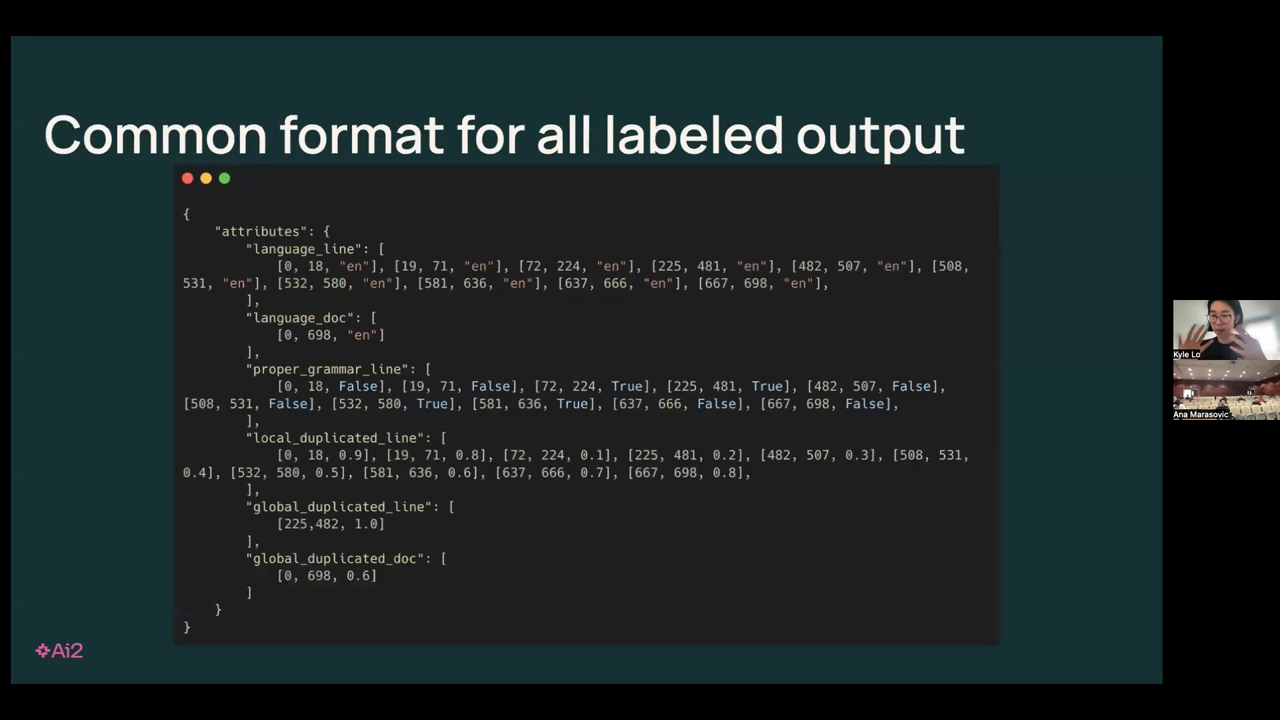 Common format for all labeled output
{
"attributes": {
"language_line": [
[0, 18, "en"], [19, 71, "en"], [72, 224, "en"], [225, 481, "en"], [482, 507, "en"], [508,
531, "en"], [532, 580, "en"], [581, 636, "en"], [637, 666, "en"], [667, 698, "en"],
],
"language_doc": [
[0, 698, "en"]
],
"proper_grammar_line": [
[0, 18, False], [19, 71, False], [72, 224, True], [225, 481, True], [482, 507, False],
[508, 531, False], [532, 580, True], [581, 636, True], [637, 666, False], [667, 698, False],
],
"local_duplicated_line": [
[0, 18, 0.9], [19, 71, 0.8], [72, 224, 0.1], [225, 481, 0.2], [482, 507, 0.3], [508, 531,
0.4], [532, 580, 0.5], [581, 636, 0.6], [637, 666, 0.7], [667, 698, 0.8],
],
"global_duplicated_line": [
[225,482, 1.0]
],
"global_duplicated_doc": [
[0, 698, 0.6]
]
}
}
Ai2
Kyle Lo
Ana Marasovic